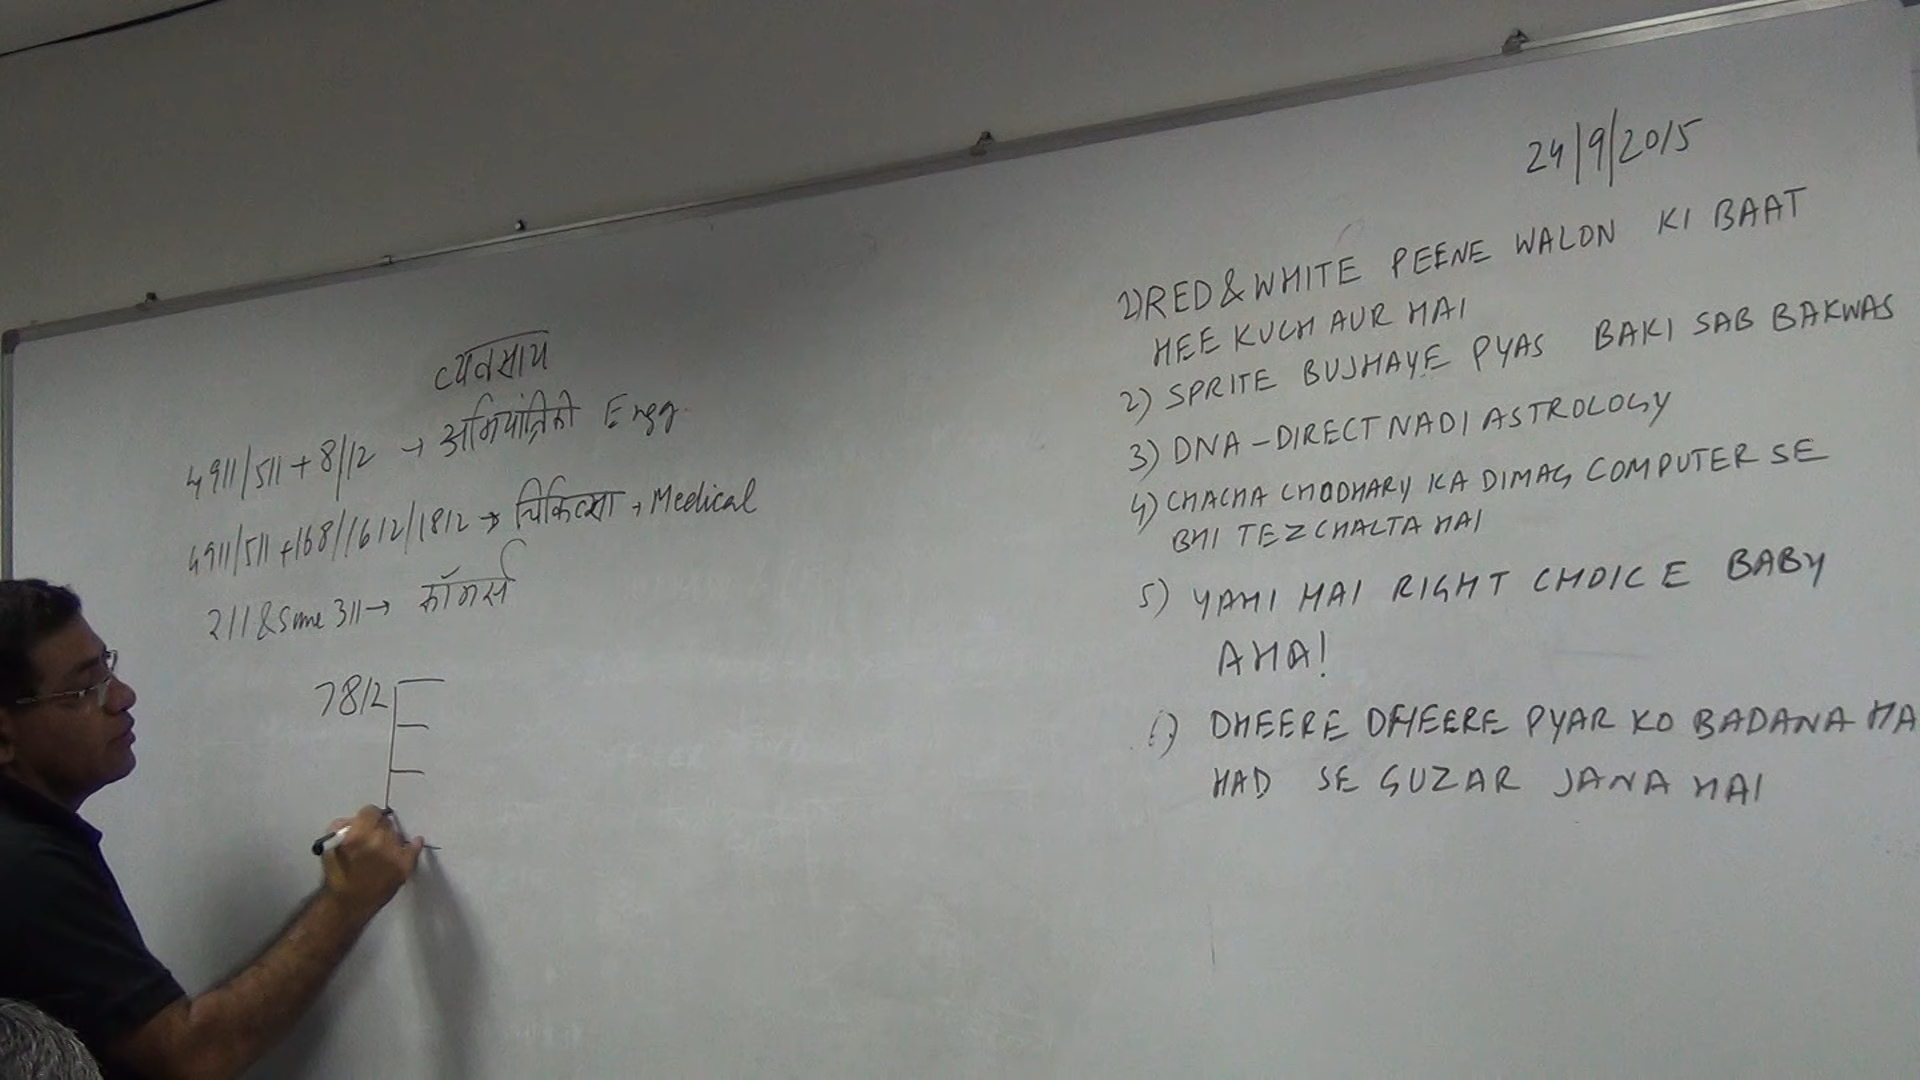 व्यवसाय
4911/511 + 8/12 → अभियांत्रिकी Engg.
4911/511 + 168/1612/1812 → चिकित्सा, Medical
211 & Some 311 → कॉमर्स
7812
24/9/2015
1) RED & WHITE PEENE WALON KI BAAT
HEE KUCH AUR HAI
2) SPRITE BUJHAYE PYAS BAKI SAB BAKWAS
3) DNA - DIRECT NADI ASTROLOGY
4) CHACHA CHODHARY KA DIMAG COMPUTER SE
BHI TEZ CHALTA HAI
5) YAHI HAI RIGHT CHOICE BABY
AHA!
6) DHEERE DHEERE PYAR KO BADANA HA
HAD SE GUZAR JANA HAI